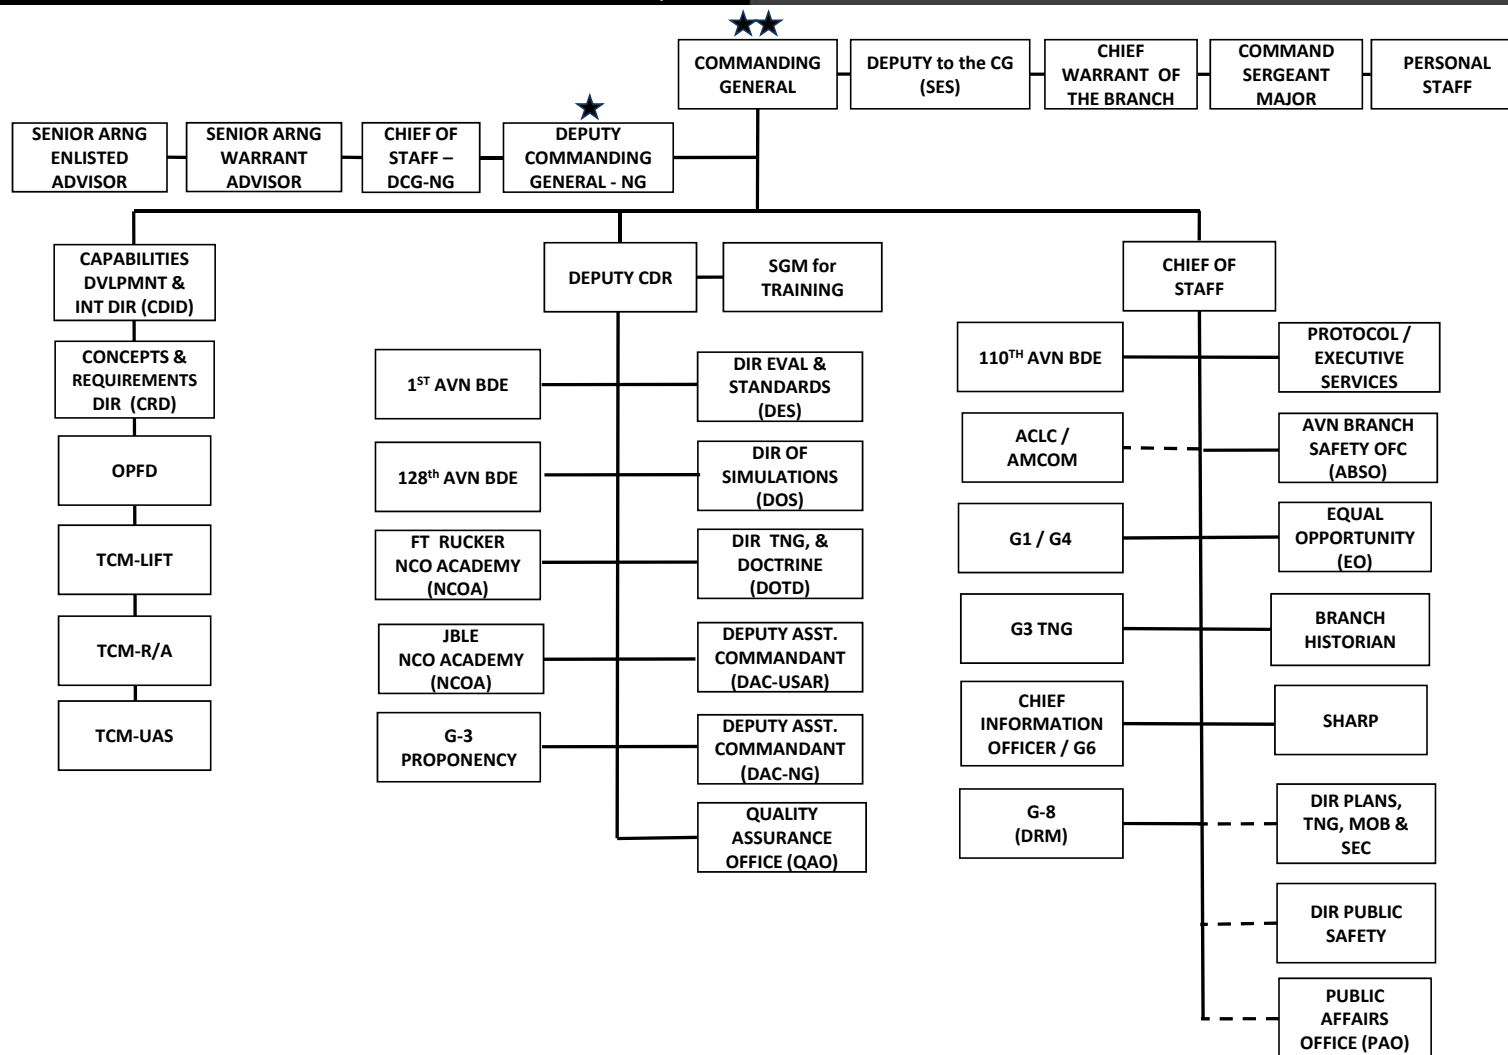 COMMANDING
GENERAL
DEPUTY to the CG
(SES)
CHIEF
WARRANT OF
THE BRANCH
COMMAND
SERGEANT
MAJOR
PERSONAL
STAFF
SENIOR ARNG
ENLISTED
ADVISOR
SENIOR ARNG
WARRANT
ADVISOR
CHIEF OF
STAFF –
DCG-NG
DEPUTY
COMMANDING
GENERAL - NG
CAPABILITIES
DVLPMNT &
INT DIR (CDID)
CONCEPTS &
REQUIREMENTS
DIR (CRD)
OPFD
TCM-LIFT
TCM-R/A
TCM-UAS
DEPUTY CDR
SGM for
TRAINING
1ST AVN BDE
DIR EVAL &
STANDARDS
(DES)
128th AVN BDE
DIR OF
SIMULATIONS
(DOS)
FT RUCKER
NCO ACADEMY
(NCOA)
DIR TNG, &
DOCTRINE
(DOTD)
JBLE
NCO ACADEMY
(NCOA)
DEPUTY ASST.
COMMANDANT
(DAC-USAR)
G-3
PROPONENCY
DEPUTY ASST.
COMMANDANT
(DAC-NG)
QUALITY
ASSURANCE
OFFICE (QAO)
CHIEF OF
STAFF
110TH AVN BDE
PROTOCOL /
EXECUTIVE
SERVICES
ACLC /
AMCOM
AVN BRANCH
SAFETY OFC
(ABSO)
G1 / G4
EQUAL
OPPORTUNITY
(EO)
G3 TNG
BRANCH
HISTORIAN
CHIEF
INFORMATION
OFFICER / G6
SHARP
G-8
(DRM)
DIR PLANS,
TNG, MOB &
SEC
DIR PUBLIC
SAFETY
PUBLIC
AFFAIRS
OFFICE (PAO)